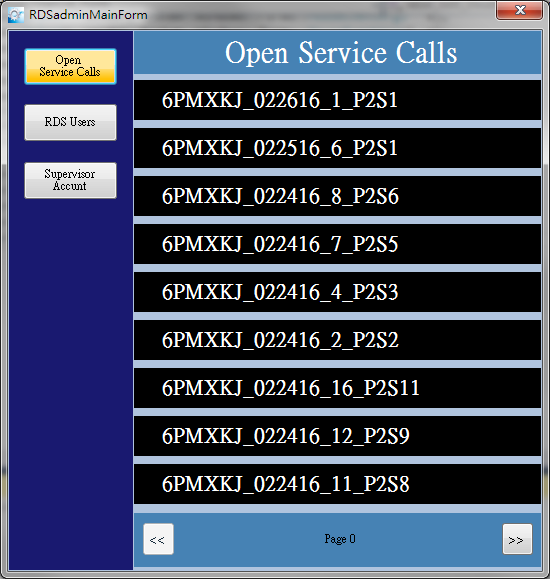 RDSadminMainForm
Open
Service Calls
RDS Users
Supervisor
Accunt
Open Service Calls
6PMXKJ_022616_1_P2S1
6PMXKJ_022516_6_P2S1
6PMXKJ_022416_8_P2S6
6PMXKJ_022416_7_P2S5
6PMXKJ_022416_4_P2S3
6PMXKJ_022416_2_P2S2
6PMXKJ_022416_16_P2S11
6PMXKJ_022416_12_P2S9
6PMXKJ_022416_11_P2S8
<< Page 0 >>